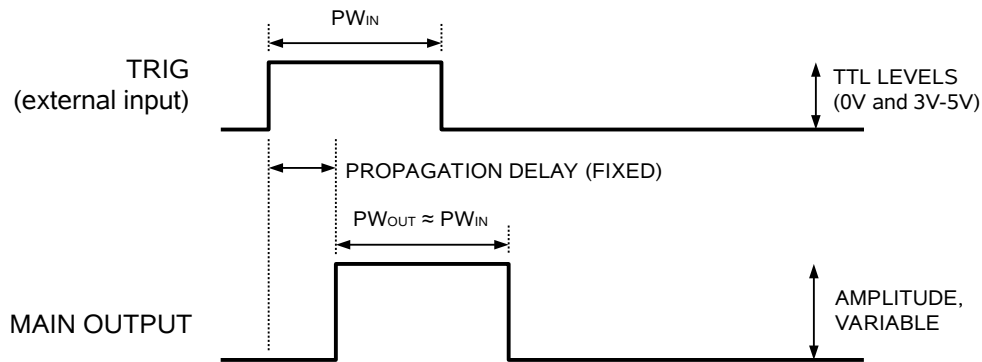 PWIN
TRIG
(external input)
TTL LEVELS
(0V and 3V-5V)
PROPAGATION DELAY (FIXED)
PWOUT ≈ PWIN
MAIN OUTPUT
AMPLITUDE,
VARIABLE